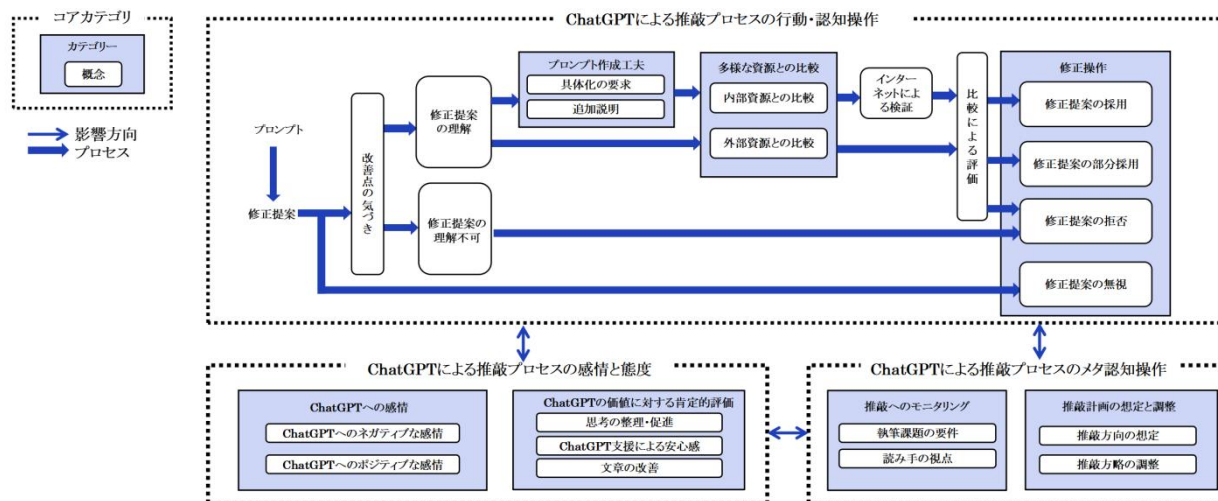 コアカテゴリ
カテゴリー
概念
影響方向
プロセス
ChatGPTによる推敲プロセスの行動・認知操作
プロンプト
修正提案
改善点の気づき
修正提案
の理解
修正提案の
理解不可
プロンプト作成工夫
具体化の要求
追加説明
多様な資源との比較
内部資源との比較
外部資源との比較
インター
ネットによる
検証
比較による評価
修正操作
修正提案の採用
修正提案の部分採用
修正提案の拒否
修正提案の無視
ChatGPTによる推敲プロセスの感情と態度
ChatGPTへの感情
ChatGPTへのネガティブな感情
ChatGPTへのポジティブな感情
ChatGPTの価値に対する肯定的評価
思考の整理・促進
ChatGPT支援による安心感
文章の改善
ChatGPTによる推敲プロセスのメタ認知操作
推敲へのモニタリング
執筆課題の要件
読み手の視点
推敲計画の想定と調整
推敲方向の想定
推敲方略の調整